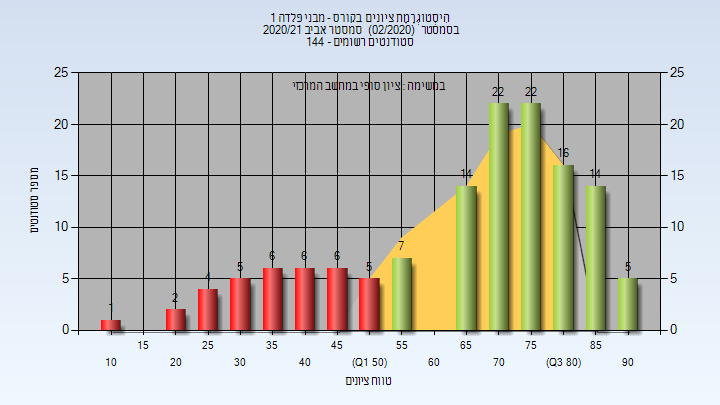 היסטוגרמת ציונים בקורס - מבני פלדה 1
בסמסטר (02/2020) סמסטר אביב 2020/21
סטודנטים רשומים - 144
במשימה : ציון סופי במחשב המרכזי
25 25
20 20
15 15
10 10
5 5
0 0
1 2 4 5 6 6 6 5 7 14 22 22 16 14 5
מספר סטודנטים
15 25 35 45 55 65 75 85
10 20 30 40 (Q1 50) 60 70 (Q3 80) 90
טווח ציונים